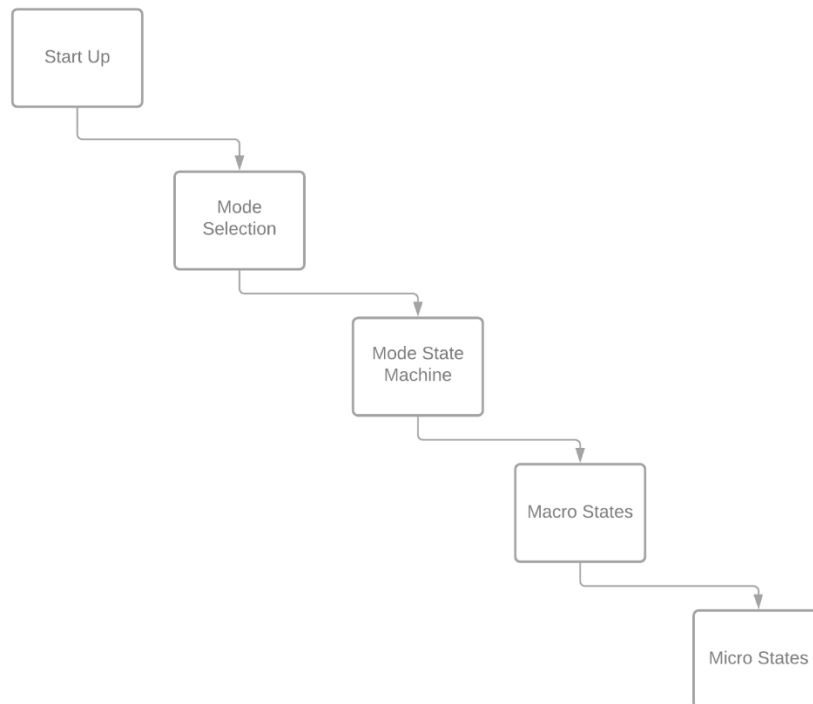 Start Up
Mode
Selection
Mode State
Machine
Macro States
Micro States